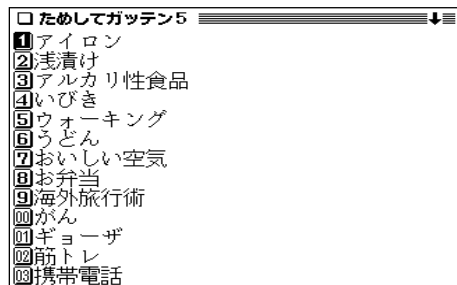 ためしてガッテン5
1アイロン
2浅漬け
3アルカリ性食品
4いびき
5ウォーキング
6うどん
7おいしい空気
8お弁当
9海外旅行術
00がん
01ギョーザ
02筋トレ
03携帯電話